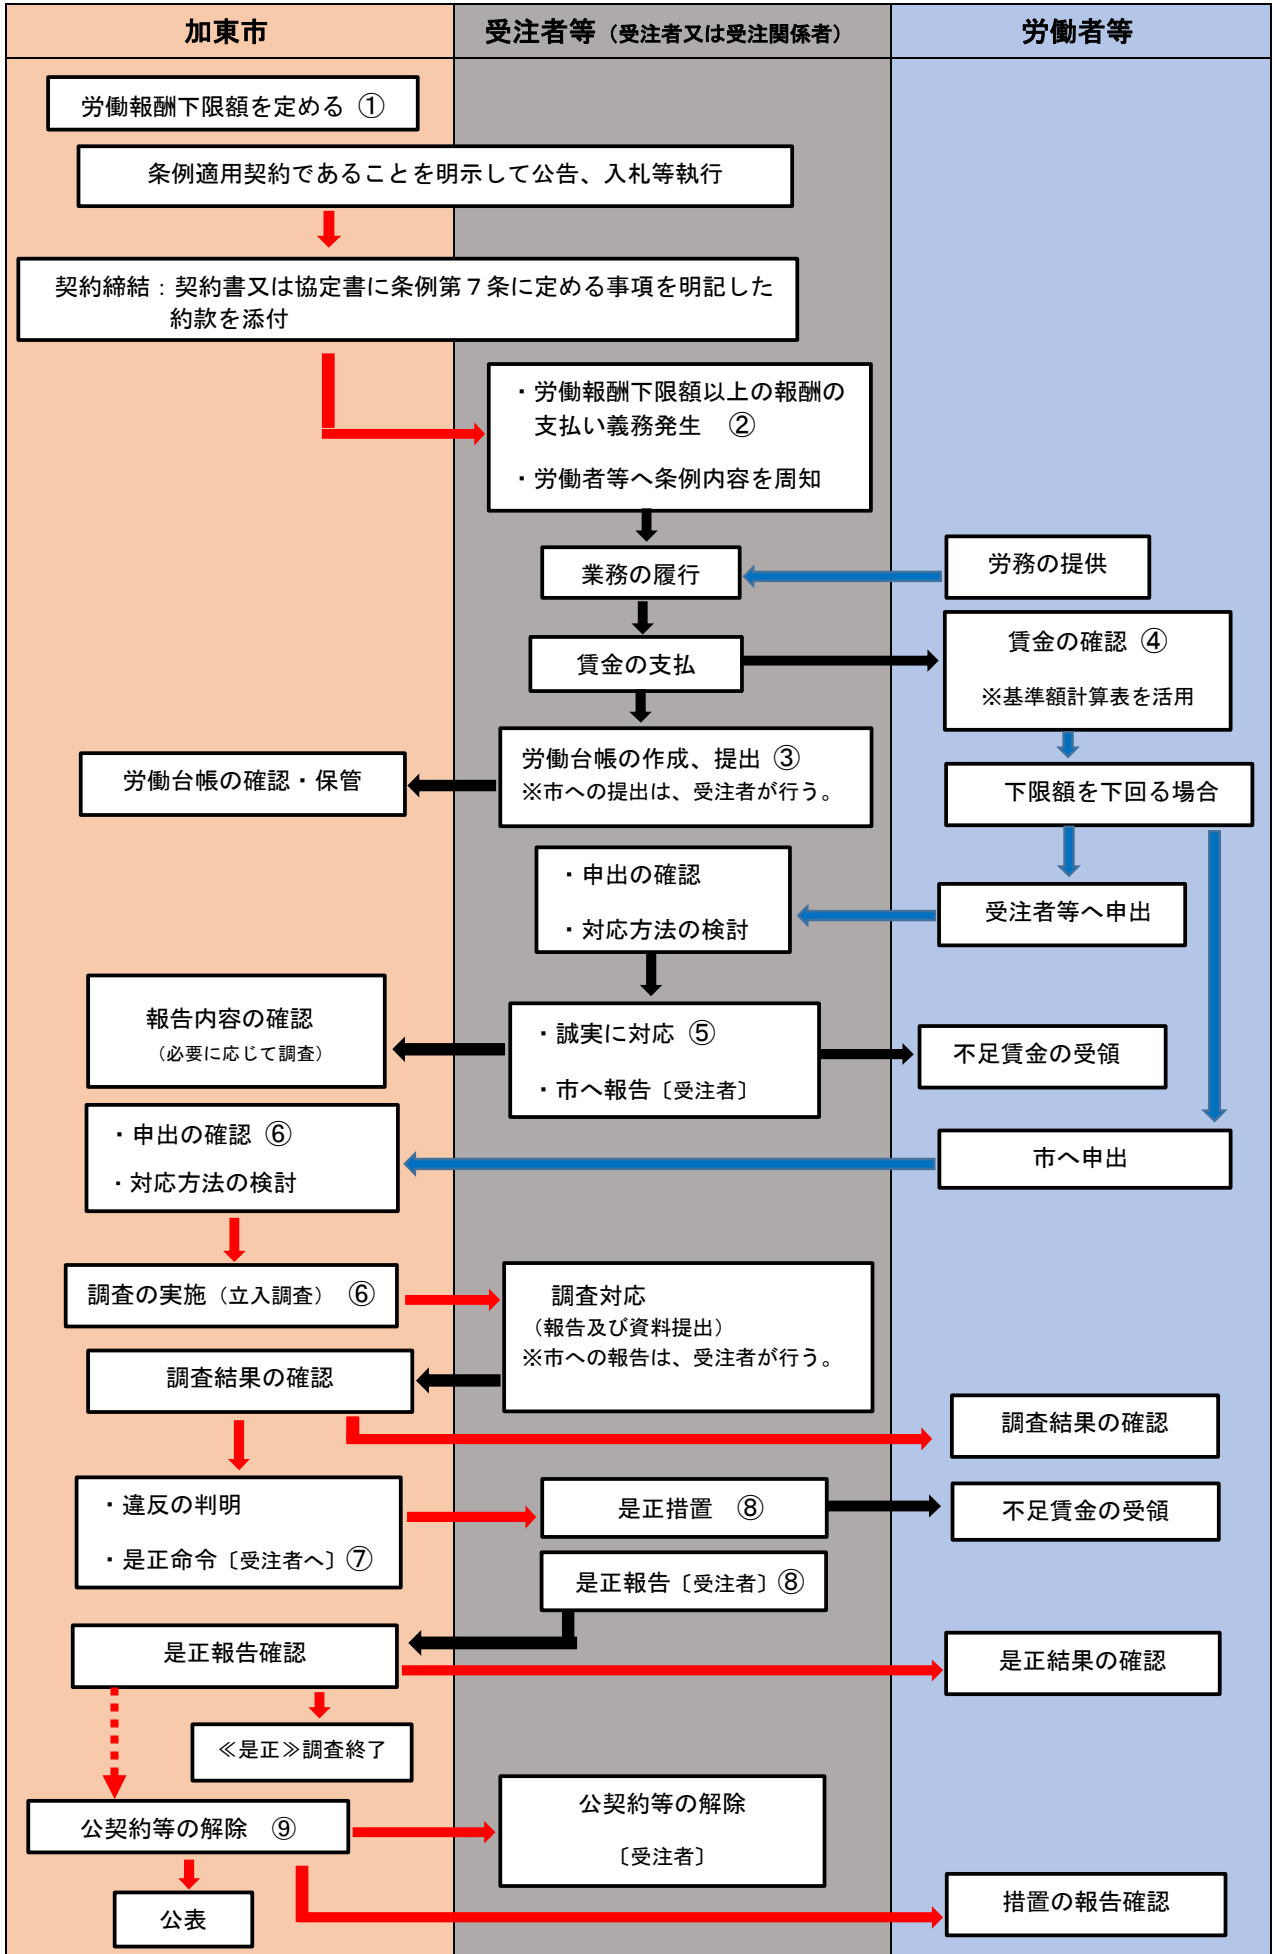 加東市
受注者等（受注者又は受注関係者）
労働者等
労働報酬下限額を定める ①
条例適用契約であることを明示して公告、入札等執行
契約締結：契約書又は協定書に条例第７条に定める事項を明記した
約款を添付
・労働報酬下限額以上の報酬の
支払い義務発生 ②
・労働者等へ条例内容を周知
業務の履行
労務の提供
賃金の支払
賃金の確認 ④
※基準額計算表を活用
労働台帳の作成、提出 ③
※市への提出は、受注者が行う。
労働台帳の確認・保管
下限額を下回る場合
・申出の確認
・対応方法の検討
受注者等へ申出
報告内容の確認
（必要に応じて調査）
・誠実に対応 ⑤
・市へ報告〔受注者〕
不足賃金の受領
・申出の確認 ⑥
・対応方法の検討
市へ申出
調査の実施（立入調査） ⑥
調査対応
（報告及び資料提出）
※市への報告は、受注者が行う。
調査結果の確認
調査結果の確認
・違反の判明
・是正命令〔受注者へ〕⑦
是正措置 ⑧
不足賃金の受領
是正報告〔受注者〕⑧
是正報告確認
是正結果の確認
≪是正≫調査終了
公契約等の解除 ⑨
公契約等の解除
〔受注者〕
公表
措置の報告確認